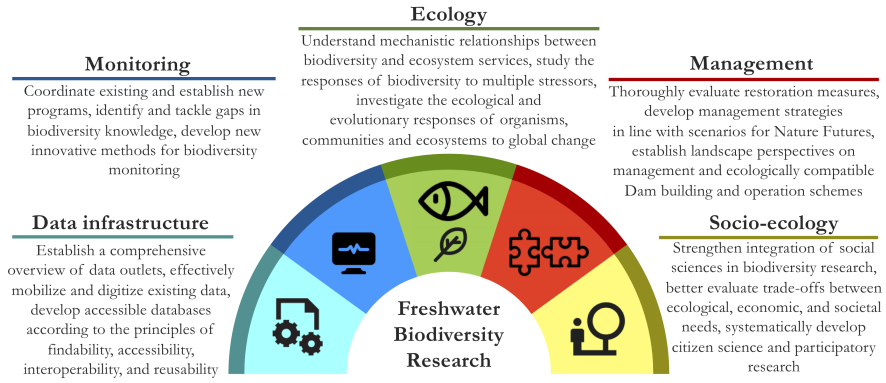 Ecology
Understand mechanistic relationships between
biodiversity and ecosystem services, study the
responses of biodiversity to multiple stressors,
investigate the ecological and
evolutionary responses of organisms,
communities and ecosystems to global change
Monitoring
Coordinate existing and establish new
programs, identify and tackle gaps in
biodiversity knowledge, develop new
innovative methods for biodiversity
monitoring
Management
Thoroughly evaluate restoration measures,
develop management strategies
in line with scenarios for Nature Futures,
establish landscape perspectives on
management and ecologically compatible
Dam building and operation schemes
Data infrastructure
Establish a comprehensive
overview of data outlets, effectively
mobilize and digitize existing data,
develop accessible databases
according to the principles of
findability, accessibility,
interoperability, and reusability
Socio-ecology
Strengthen integration of social
sciences in biodiversity research,
better evaluate trade-offs between
ecological, economic, and societal
needs, systematically develop
citizen science and participatory
research
Freshwater
Biodiversity
Research